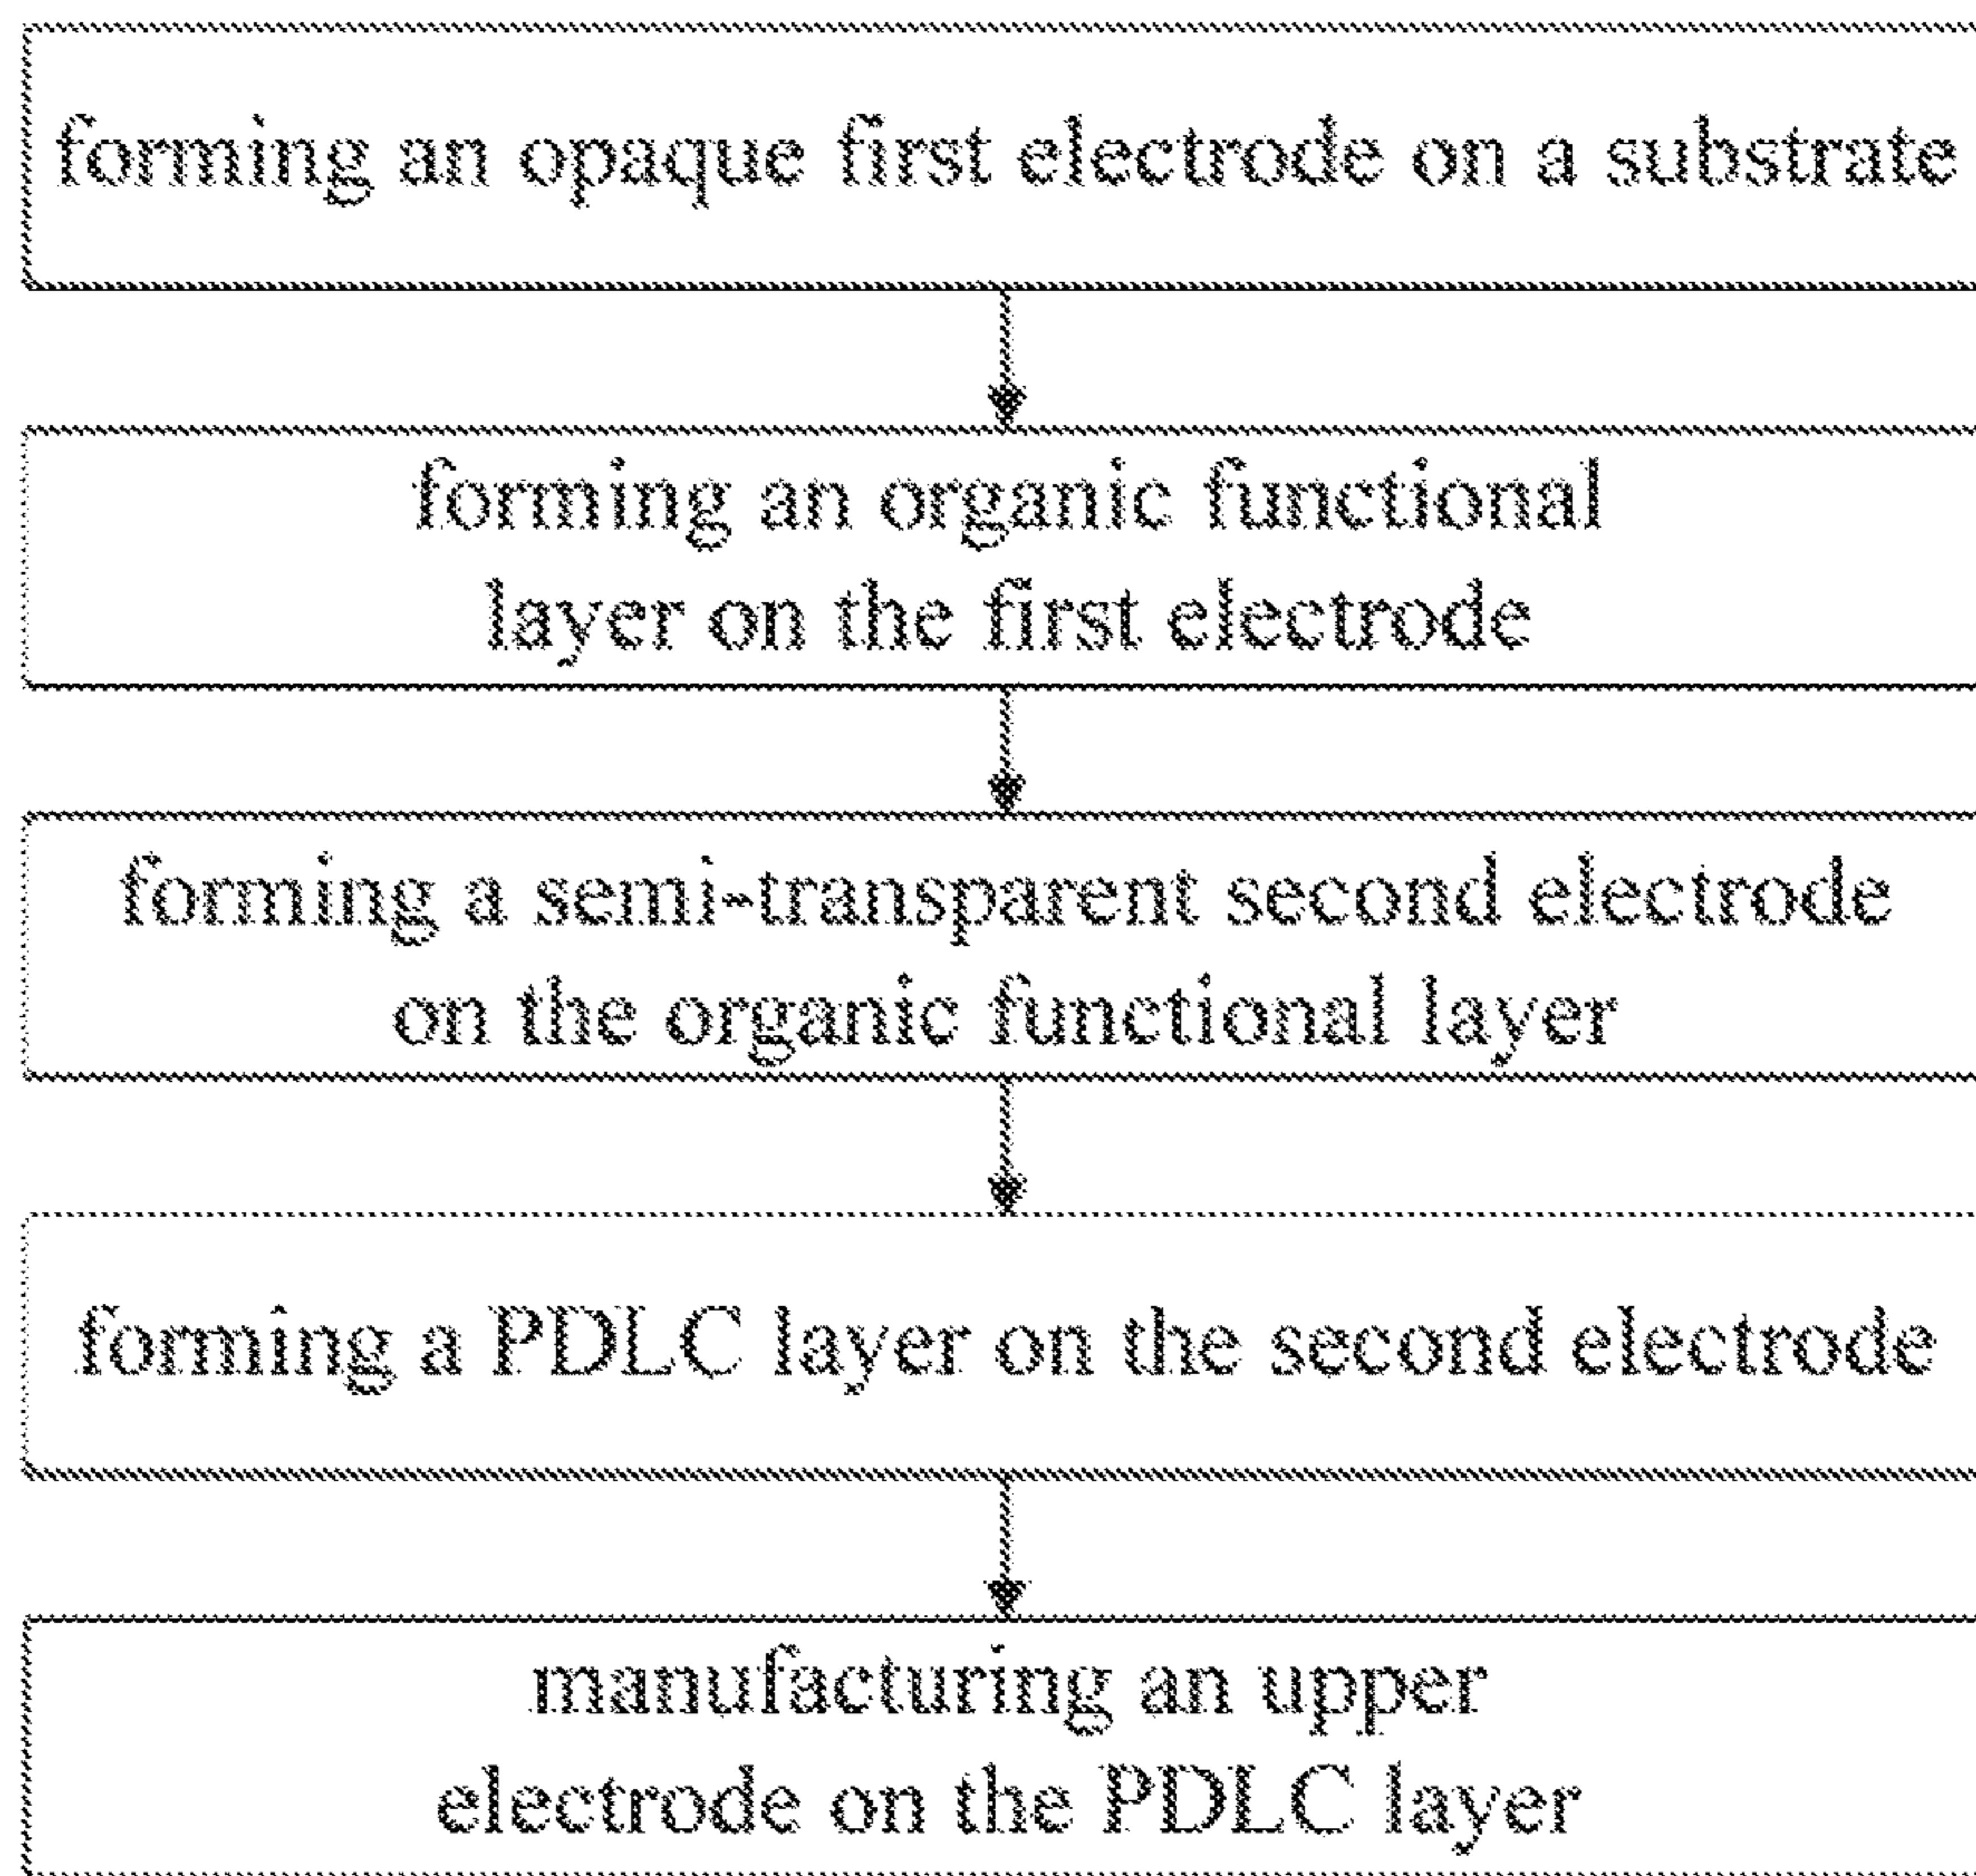 forming an opaque first electrode on a substrate
forming an organic functional
layer on the first electrode
forming a semi-transparent second electrode
on the organic functional layer
forming a PDLC layer on the second electrode
manufacturing an upper
electrode on the PDLC layer